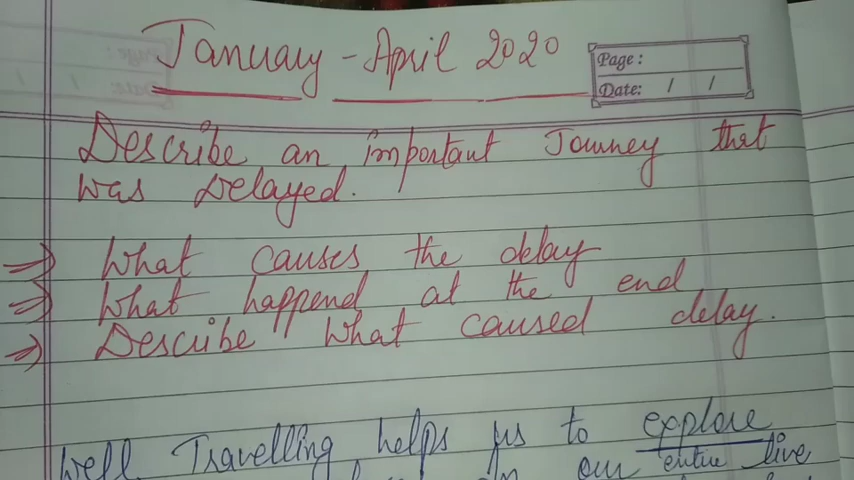 January - April 2020
Page:
Date: / /
Describe an important Journey that
was Delayed.
⇒ What causes the delay
⇒ What happend at the end
⇒ Describe What caused delay.
Well Travelling helps us to explore
our entire live